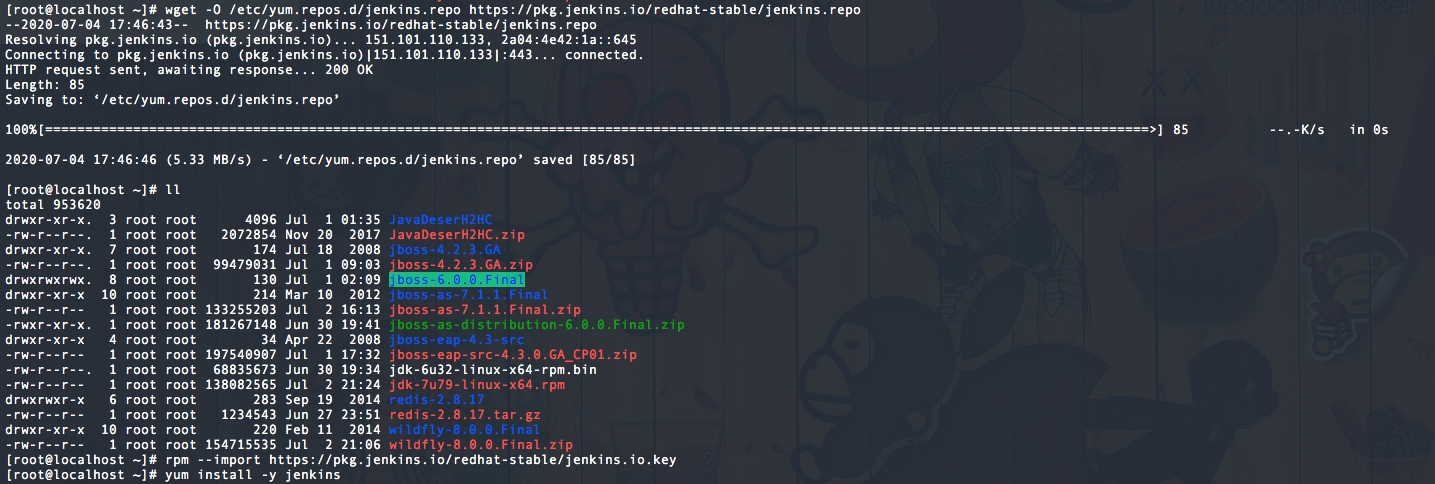 [root@localhost ~]# wget -O /etc/yum.repos.d/jenkins.repo https://pkg.jenkins.io/redhat-stable/jenkins.repo
Broadcast Yourself
--2020-07-04 17:46:43--  https://pkg.jenkins.io/redhat-stable/jenkins.repo
Resolving pkg.jenkins.io (pkg.jenkins.io)... 151.101.110.133, 2a04:4e42:1a::645
Connecting to pkg.jenkins.io (pkg.jenkins.io)|151.101.110.133|:443... connected.
HTTP request sent, awaiting response... 200 OK
Length: 85
Saving to: ‘/etc/yum.repos.d/jenkins.repo’
100%[=============================================================================================================================================>] 85          --.-K/s   in 0s
2020-07-04 17:46:46 (5.33 MB/s) - ‘/etc/yum.repos.d/jenkins.repo’ saved [85/85]
[root@localhost ~]# ll
total 953620
drwxr-xr-x.  3 root root      4096 Jul  1 01:35 JavaDeserH2HC
-rw-r--r--.  1 root root   2072854 Nov 20  2017 JavaDeserH2HC.zip
drwxr-xr-x.  7 root root       174 Jul 18  2008 jboss-4.2.3.GA
-rw-r--r--.  1 root root  99479031 Jul  1 09:03 jboss-4.2.3.GA.zip
drwxrwxrwx.  8 root root       130 Jul  1 02:09 jboss-6.0.0.Final
drwxr-xr-x  10 root root       214 Mar 10  2012 jboss-as-7.1.1.Final
-rw-r--r--   1 root root 133255203 Jul  2 16:13 jboss-as-7.1.1.Final.zip
-rwxr-xr-x.  1 root root 181267148 Jun 30 19:41 jboss-as-distribution-6.0.0.Final.zip
drwxr-xr-x   4 root root        34 Apr 22  2008 jboss-eap-4.3-src
-rw-r--r--   1 root root 197540907 Jul  1 17:32 jboss-eap-src-4.3.0.GA_CP01.zip
-rw-r--r--.  1 root root  68835673 Jun 30 19:34 jdk-6u32-linux-x64-rpm.bin
-rw-r--r--   1 root root 138082565 Jul  2 21:24 jdk-7u79-linux-x64.rpm
drwxrwxr-x   6 root root       283 Sep 19  2014 redis-2.8.17
-rw-r--r--   1 root root   1234543 Jun 27 23:51 redis-2.8.17.tar.gz
drwxr-xr-x  10 root root       220 Feb 11  2014 wildfly-8.0.0.Final
-rw-r--r--   1 root root 154715535 Jul  2 21:06 wildfly-8.0.0.Final.zip
[root@localhost ~]# rpm --import https://pkg.jenkins.io/redhat-stable/jenkins.io.key
[root@localhost ~]# yum install -y jenkins